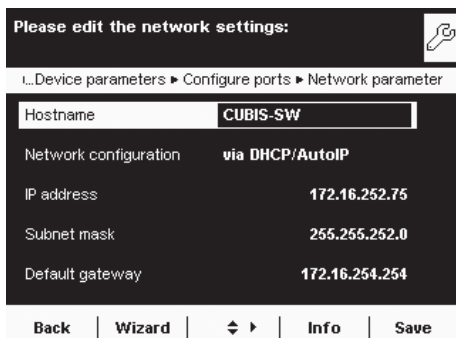 Please edit the network settings:
ı...Device parameters ▸ Configure ports ▸ Network parameter
Hostname CUBIS-SW
Network configuration via DHCP/AutoIP
IP address 172.16.252.75
Subnet mask 255.255.252.0
Default gateway 172.16.254.254
Back Wizard Info Save